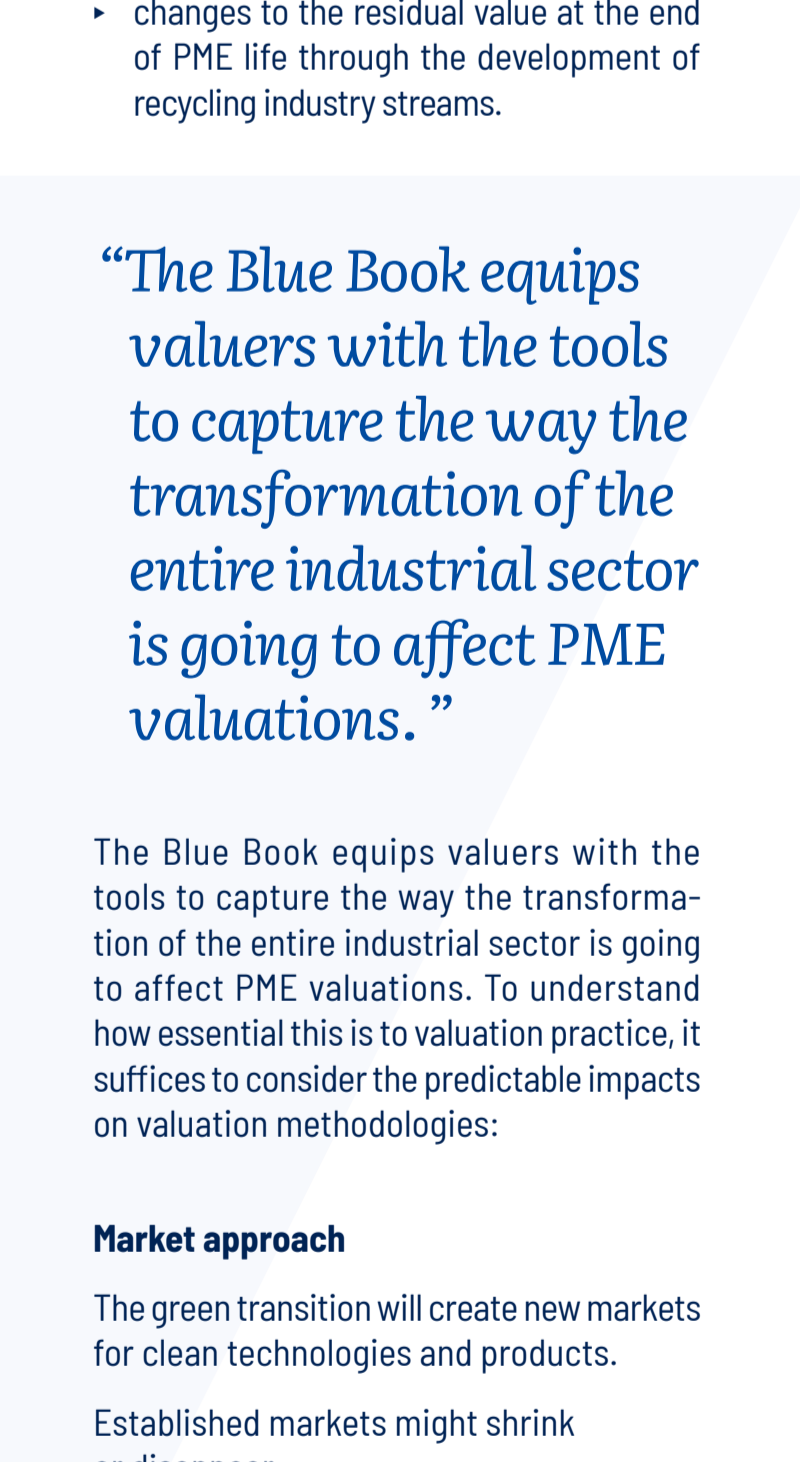 ▸ changes to the residual value at the end
of PME life through the development of
recycling industry streams.
“The Blue Book equips
valuers with the tools
to capture the way the
transformation of the
entire industrial sector
is going to affect PME
valuations. ”
The Blue Book equips valuers with the
tools to capture the way the transforma-
tion of the entire industrial sector is going
to affect PME valuations. To understand
how essential this is to valuation practice, it
suffices to consider the predictable impacts
on valuation methodologies:
Market approach
The green transition will create new markets
for clean technologies and products.
Established markets might shrink